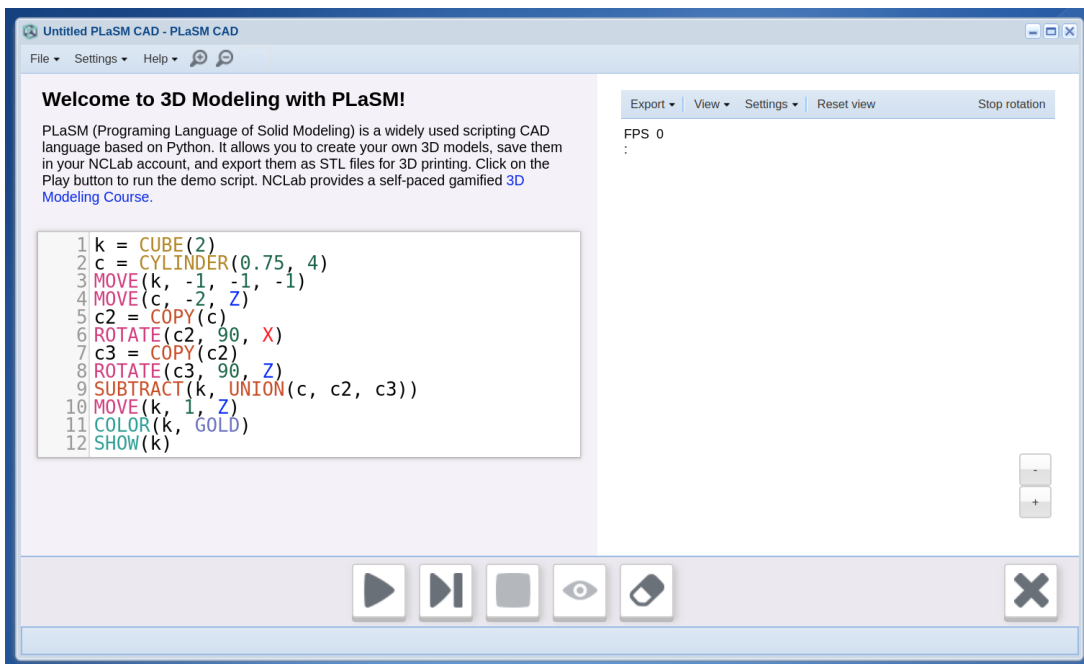 Untitled PLaSM CAD - PLaSM CAD
File Settings Help
Welcome to 3D Modeling with PLaSM!
PLaSM (Programing Language of Solid Modeling) is a widely used scripting CAD
language based on Python. It allows you to create your own 3D models, save them
in your NCLab account, and export them as STL files for 3D printing. Click on the
Play button to run the demo script. NCLab provides a self-paced gamified 3D
Modeling Course.
1 k = CUBE(2)
2 c = CYLINDER(0.75, 4)
3 MOVE(k, -1, -1, -1)
4 MOVE(c, -2, Z)
5 c2 = COPY(c)
6 ROTATE(c2, 90, X)
7 c3 = COPY(c2)
8 ROTATE(c3, 90, Z)
9 SUBTRACT(k, UNION(c, c2, c3))
10 MOVE(k, 1, Z)
11 COLOR(k, GOLD)
12 SHOW(k)
Export View Settings Reset view Stop rotation
FPS 0
:
-
+